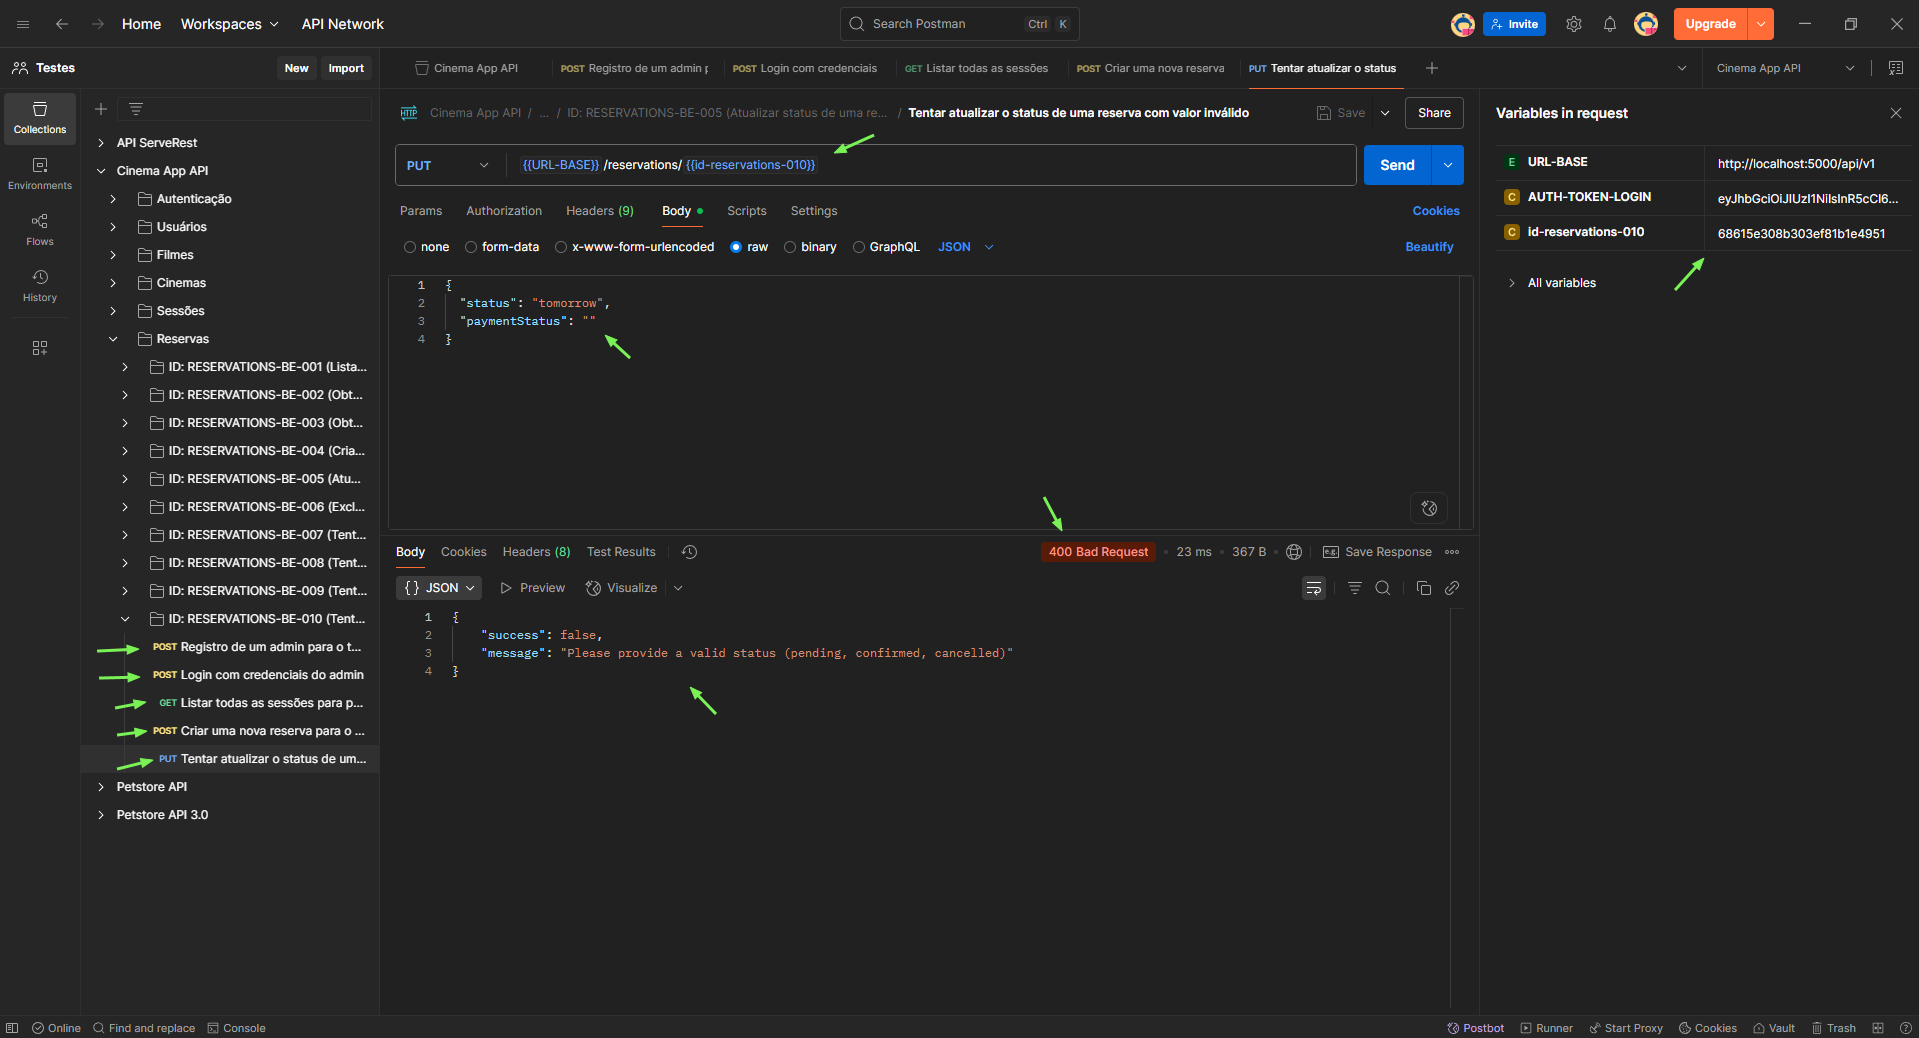 Home Workspaces API Network Search Postman Ctrl K Invite Upgrade
Testes New Import
Cinema App API POST Registro de um admin p POST Login com credenciais GET Listar todas as sessões POST Criar uma nova reserva PUT Tentar atualizar o status Cinema App API
Collections
Environments
Flows
History
API ServeRest
Cinema App API
Autenticação
Usuários
Filmes
Cinemas
Sessões
Reservas
ID: RESERVATIONS-BE-001 (Lista...
ID: RESERVATIONS-BE-002 (Obt...
ID: RESERVATIONS-BE-003 (Obt...
ID: RESERVATIONS-BE-004 (Cria...
ID: RESERVATIONS-BE-005 (Atu...
ID: RESERVATIONS-BE-006 (Excl...
ID: RESERVATIONS-BE-007 (Tent...
ID: RESERVATIONS-BE-008 (Tent...
ID: RESERVATIONS-BE-009 (Tent...
ID: RESERVATIONS-BE-010 (Tent...
POST Registro de um admin para o t...
POST Login com credenciais do admin
GET Listar todas as sessões para p...
POST Criar uma nova reserva para o ...
PUT Tentar atualizar o status de um...
Petstore API
Petstore API 3.0
HTTP Cinema App API / ... / ID: RESERVATIONS-BE-005 (Atualizar status de uma re... / Tentar atualizar o status de uma reserva com valor inválido Save Share
PUT {{URL-BASE}} /reservations/ {{id-reservations-010}} Send
Params Authorization Headers (9) Body Scripts Settings Cookies
none form-data x-www-form-urlencoded raw binary GraphQL JSON Beautify
1 {
2 "status": "tomorrow",
3 "paymentStatus": ""
4 }
Body Cookies Headers (8) Test Results 400 Bad Request 23 ms 367 B e.g. Save Response
{} JSON Preview Visualize
1 {
2 "success": false,
3 "message": "Please provide a valid status (pending, confirmed, cancelled)"
4 }
Variables in request
E URL-BASE http://localhost:5000/api/v1
C AUTH-TOKEN-LOGIN eyJhbGciOiJIUzI1NiIsInR5cCI6...
C id-reservations-010 68615e308b303ef81b1e4951
All variables
Online Find and replace Console Postbot Runner Start Proxy Cookies Vault Trash